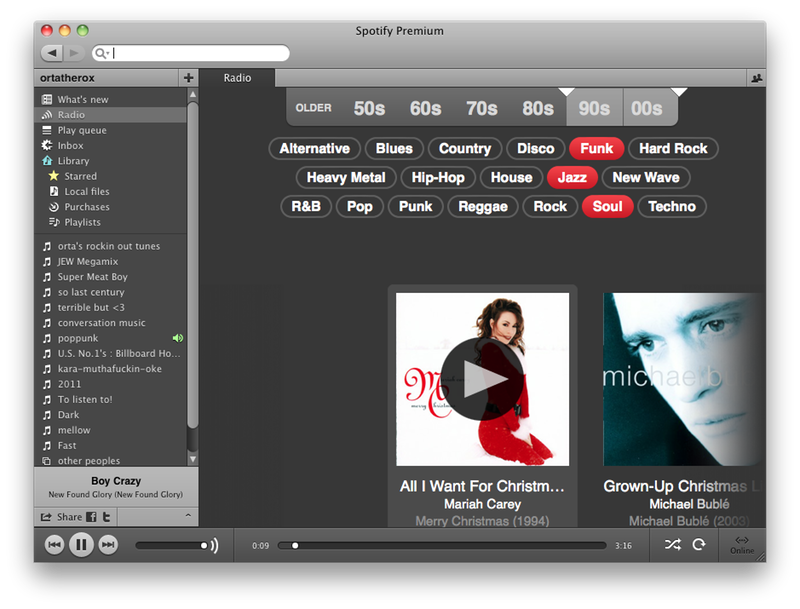 Spotify Premium
ortatherox
Radio
What's new
Radio
Play queue
Inbox
Library
Starred
Local files
Purchases
Playlists
orta's rockin out tunes
JEW Megamix
Super Meat Boy
so last century
terrible but <3
conversation music
poppunk
U.S. No.1's : Billboard Ho...
kara-muthafuckin-oke
2011
To listen to!
Dark
mellow
Fast
other peoples
Boy Crazy
New Found Glory (New Found Glory)
Share
OLDER 50s 60s 70s 80s 90s 00s
Alternative Blues Country Disco Funk Hard Rock
Heavy Metal Hip-Hop House Jazz New Wave
R&B Pop Punk Reggae Rock Soul Techno
merry Christmas
All I Want For Christm...
Mariah Carey
Merry Christmas (1994)
michael b
Grown-Up Christmas L
Michael Bublé
Michael Bublé (2003)
0:09 3:16
Online